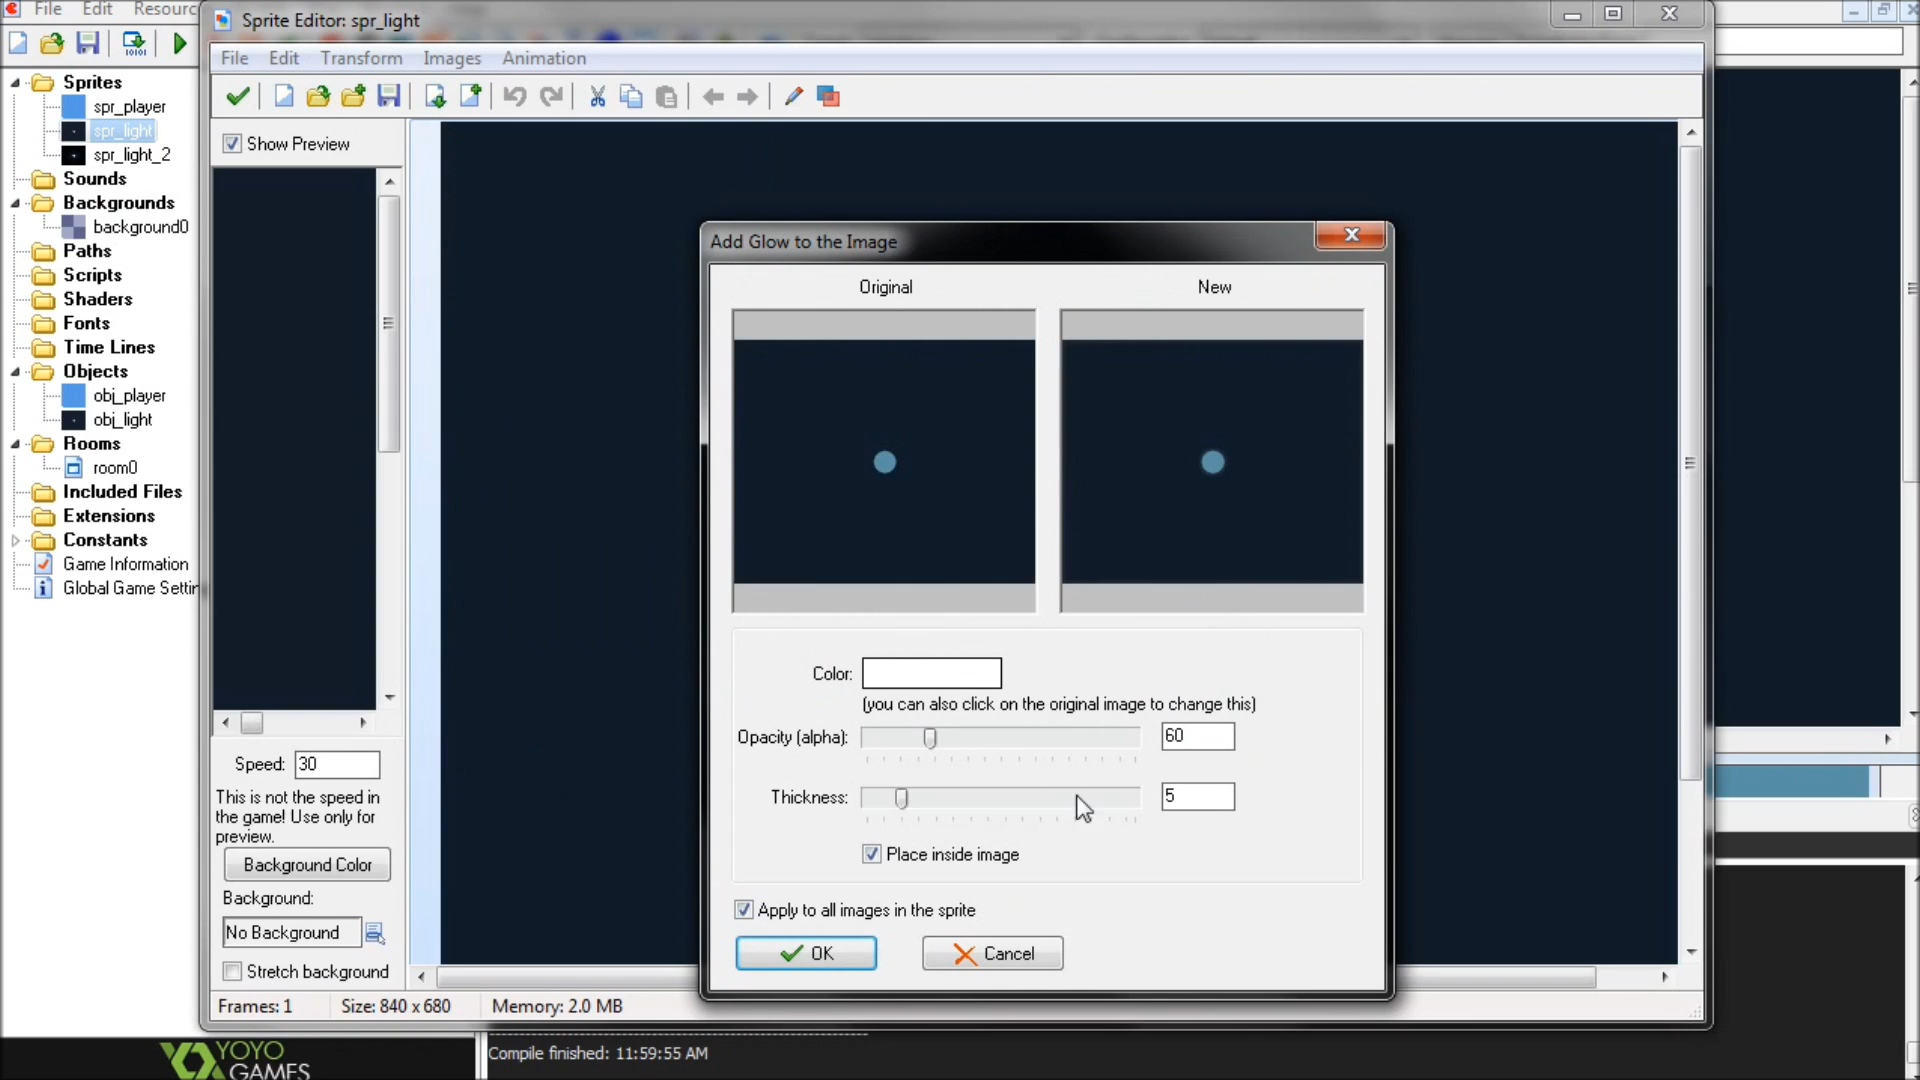 File Edit Resourc
Sprite Editor: spr_light
File Edit Transform Images Animation
Show Preview
Sprites
spr_player
spr_light
spr_light_2
Sounds
Backgrounds
background0
Paths
Scripts
Shaders
Fonts
Time Lines
Objects
obj_player
obj_light
Rooms
room0
Included Files
Extensions
Constants
Game Information
Global Game Settin
Add Glow to the Image
Original New
Color:
(you can also click on the original image to change this)
Opacity (alpha): 60
Thickness: 5
Place inside image
Apply to all images in the sprite
OK Cancel
Speed: 30
This is not the speed in
the game! Use only for
preview.
Background Color
Background:
No Background
Stretch background
Frames: 1 Size: 840 x 680 Memory: 2.0 MB
YOYO
GAMES
Compile finished: 11:59:55 AM